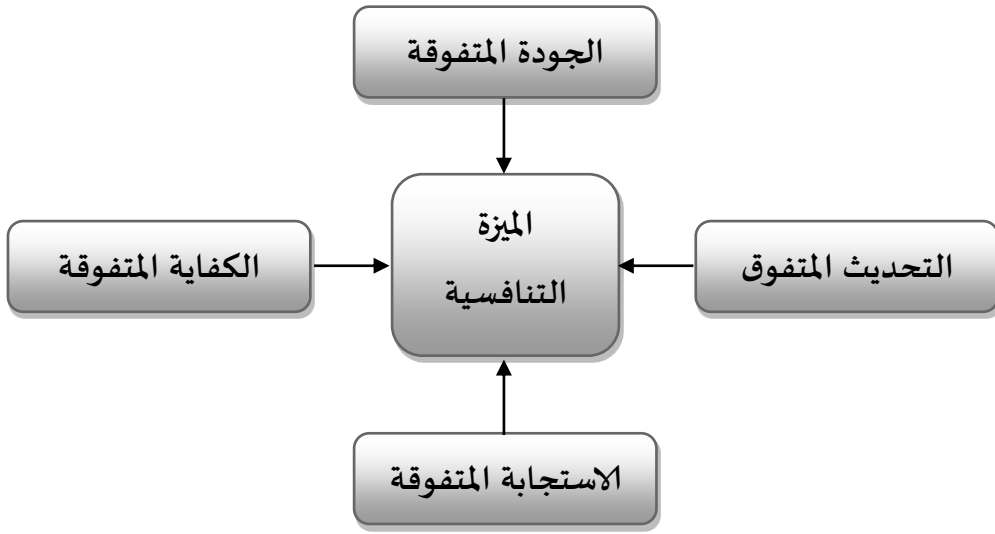 الجودة المتفوقة
الميزة
التنافسية
التحديث المتفوق
الكفاية المتفوقة
الاستجابة المتفوقة